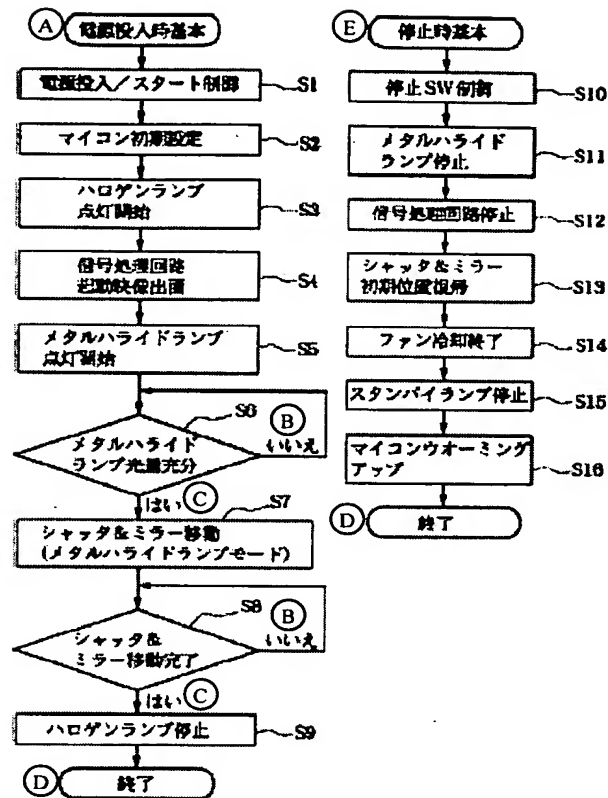 A 電源投入時基本
電源投入／スタート制御 S1
マイコン初期設定 S2
ハロゲンランプ
点灯開始 S3
信号処理回路
起動映像出画 S4
メタルハライドランプ
点灯開始 S5
S6 B
メタルハライド いいえ
ランプ光量充分
はい C S7
シャッタ&ミラー移動
(メタルハライドランプモード)
S8 B
シャッタ& いいえ
ミラー移動完了
はい C
ハロゲンランプ停止 S9
D 終了
E 停止時基本
停止SW制御 S10
メタルハライド
ランプ停止 S11
信号処理回路停止 S12
シャッタ&ミラー
初期位置復帰 S13
ファン冷却終了 S14
スタンバイランプ停止 S15
マイコンウオーミング
アップ S16
D 終了